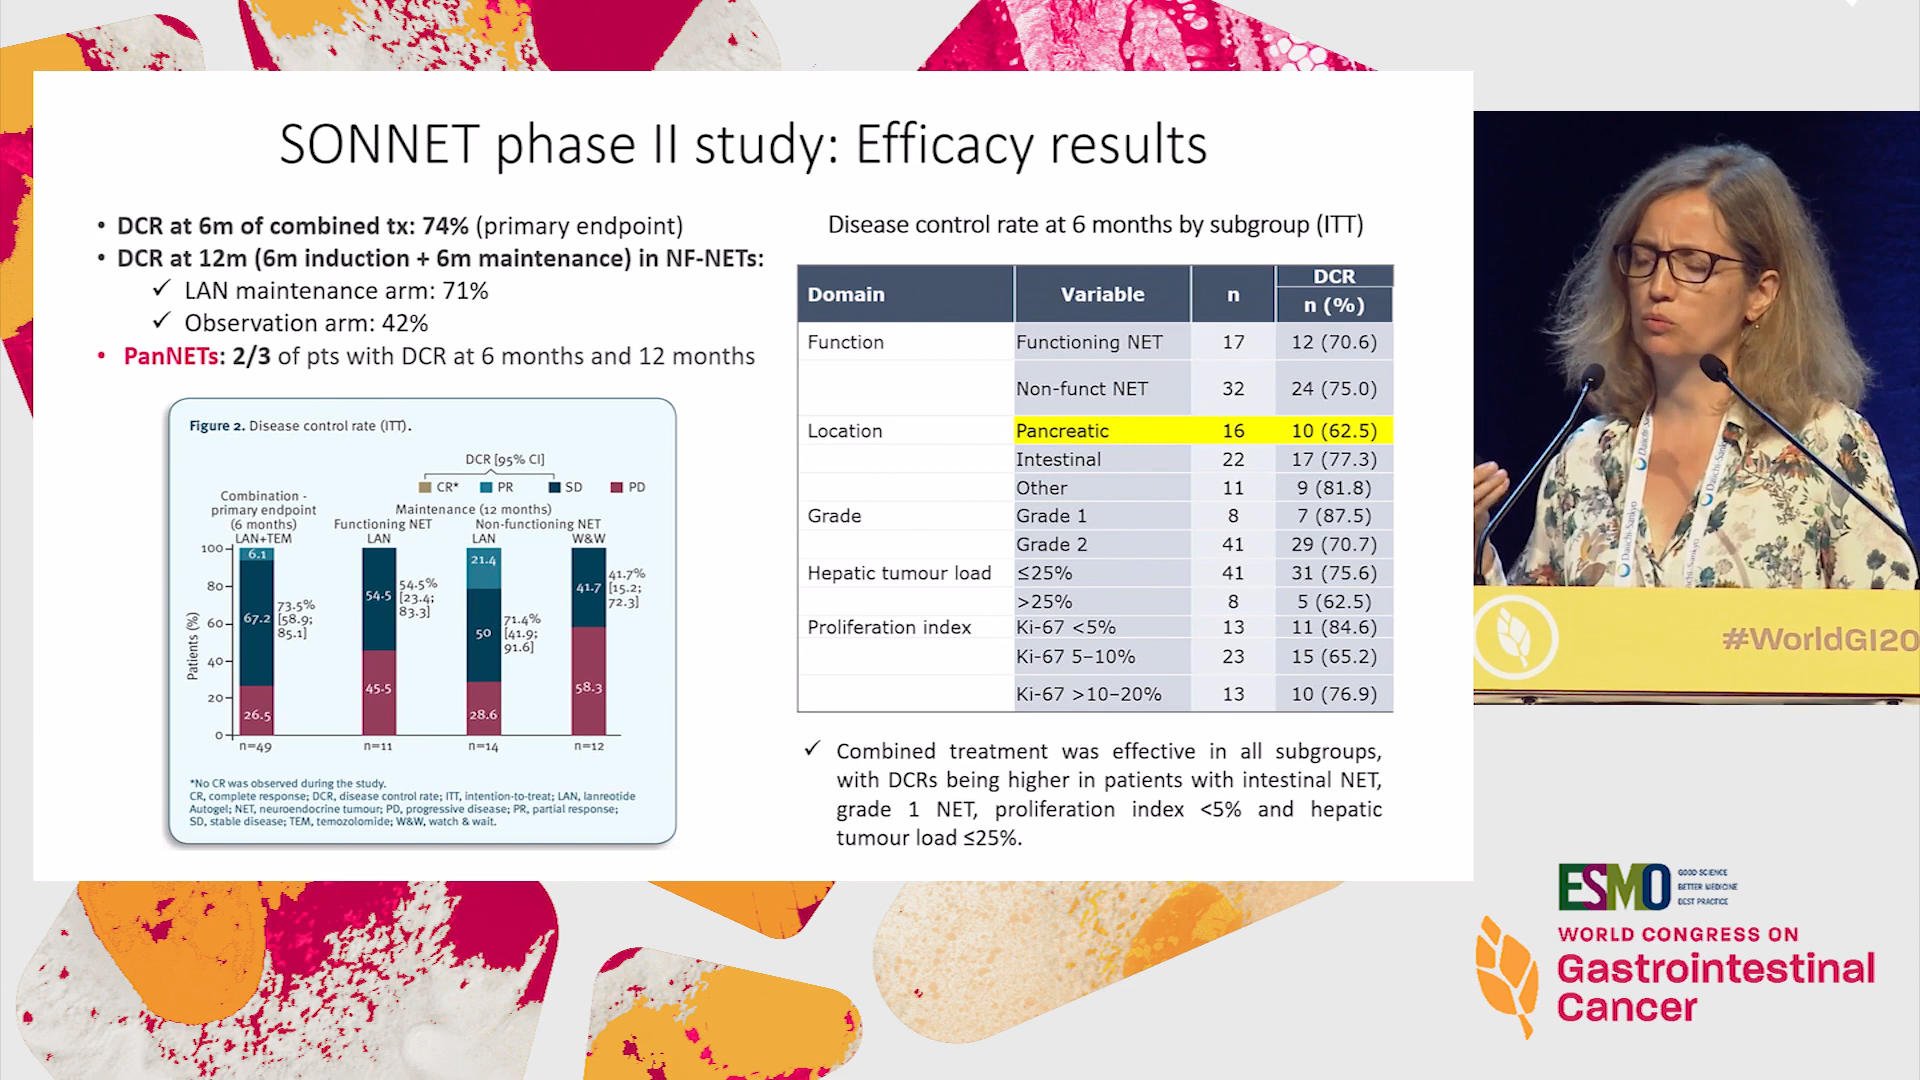 SONNET phase II study: Efficacy results
• DCR at 6m of combined tx: 74% (primary endpoint)
• DCR at 12m (6m induction + 6m maintenance) in NF-NETs:
✓ LAN maintenance arm: 71%
✓ Observation arm: 42%
• PanNETs: 2/3 of pts with DCR at 6 months and 12 months
Figure 2. Disease control rate (ITT).
DCR [95% CI]
CR* PR SD PD
Combination -
primary endpoint
(6 months)
LAN+TEM
Maintenance (12 months)
Functioning NET
LAN
Non-functioning NET
LAN W&W
Patients (%)
100
80
60
40
20
0
6.1
67.2
26.5
73.5%
[58.9;
85.1]
n=49
54.5
45.5
54.5%
[23.4;
83.3]
n=11
21.4
50
28.6
71.4%
[41.9;
91.6]
n=14
41.7
58.3
41.7%
[15.2;
72.3]
n=12
*No CR was observed during the study.
CR, complete response; DCR, disease control rate; ITT, intention-to-treat; LAN, lanreotide
Autogel; NET, neuroendocrine tumour; PD, progressive disease; PR, partial response;
SD, stable disease; TEM, temozolomide; W&W, watch & wait.
Disease control rate at 6 months by subgroup (ITT)
Domain Variable n DCR n (%)
Function Functioning NET 17 12 (70.6)
Non-funct NET 32 24 (75.0)
Location Pancreatic 16 10 (62.5)
Intestinal 22 17 (77.3)
Other 11 9 (81.8)
Grade Grade 1 8 7 (87.5)
Grade 2 41 29 (70.7)
Hepatic tumour load ≤25% 41 31 (75.6)
>25% 8 5 (62.5)
Proliferation index Ki-67 <5% 13 11 (84.6)
Ki-67 5–10% 23 15 (65.2)
Ki-67 >10–20% 13 10 (76.9)
✓ Combined treatment was effective in all subgroups,
with DCRs being higher in patients with intestinal NET,
grade 1 NET, proliferation index <5% and hepatic
tumour load ≤25%.
Daiichi-Sankyo
Daiichi-Sankyo
#WorldGI20
ESMO
GOOD SCIENCE
BETTER MEDICINE
BEST PRACTICE
WORLD CONGRESS ON
Gastrointestinal
Cancer